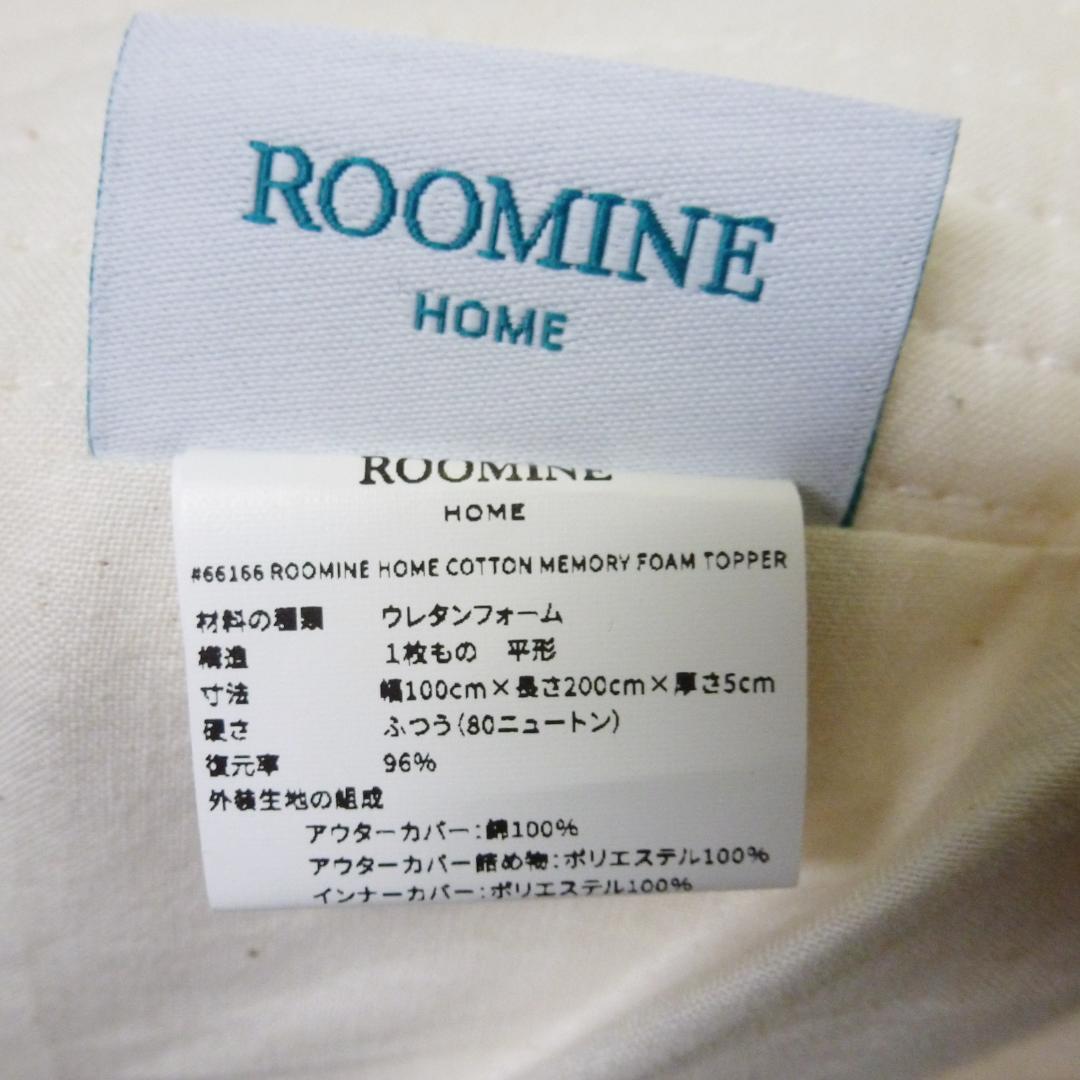 ROOMINE
HOME
ROOMINE
HOME
#66166 ROOMINE HOME COTTON MEMORY FOAM TOPPER
材料の種類 ウレタンフォーム
構造 1枚もの 平形
寸法 幅100cm×長さ200cm×厚さ5cm
硬さ ふつう(80ニュートン)
復元率 96%
外装生地の組成
アウターカバー:綿100%
アウターカバー詰め物:ポリエステル100%
インナーカバー:ポリエステル100%